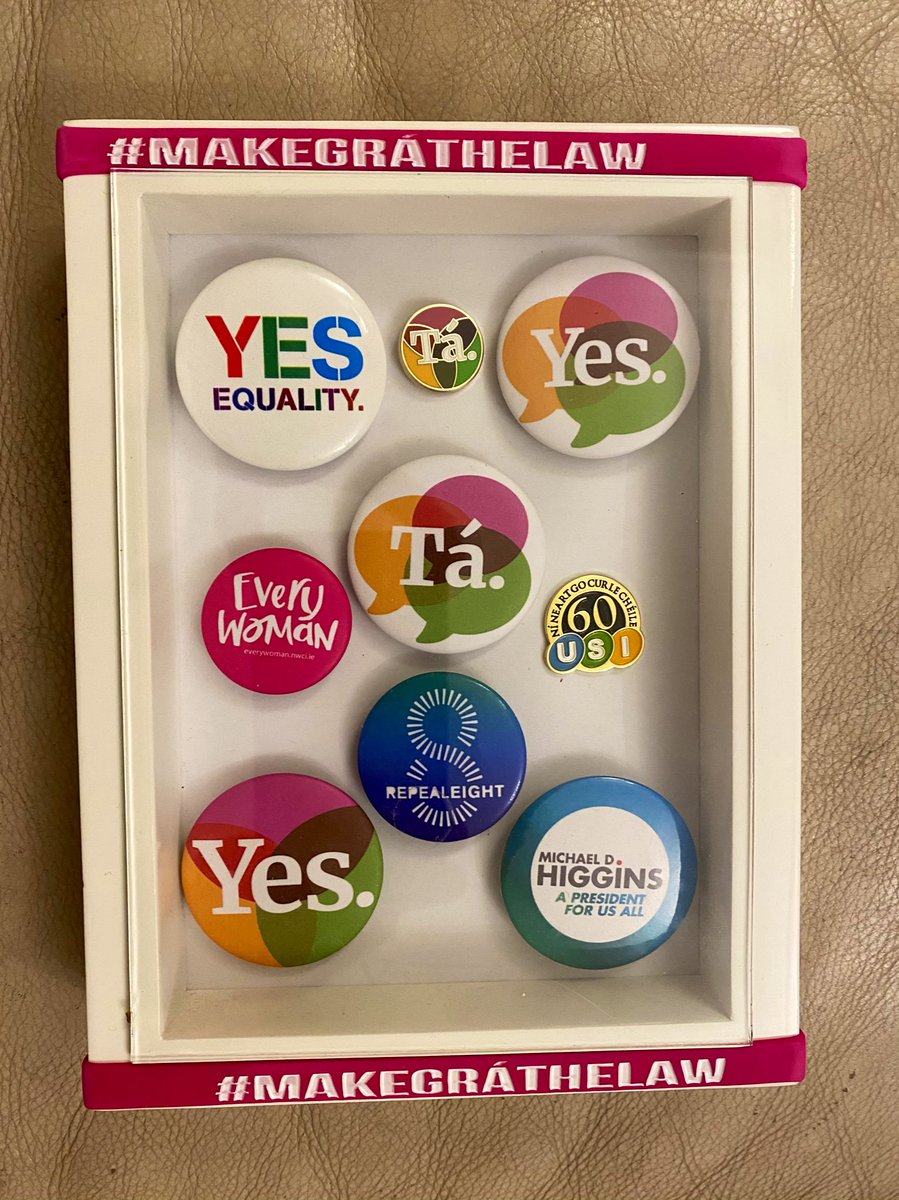 #MAKEGRÁTHELAW
YES
EQUALITY.
Tá.
Yes.
Tá.
Every
Woman
everywoman.nwci.ie
NÍ NEART GO CUR LE CHÉILE
60
USI
8
REPEALEIGHT
Yes.
MICHAEL D.
HIGGINS
A PRESIDENT
FOR US ALL
#MAKEGRÁTHELAW